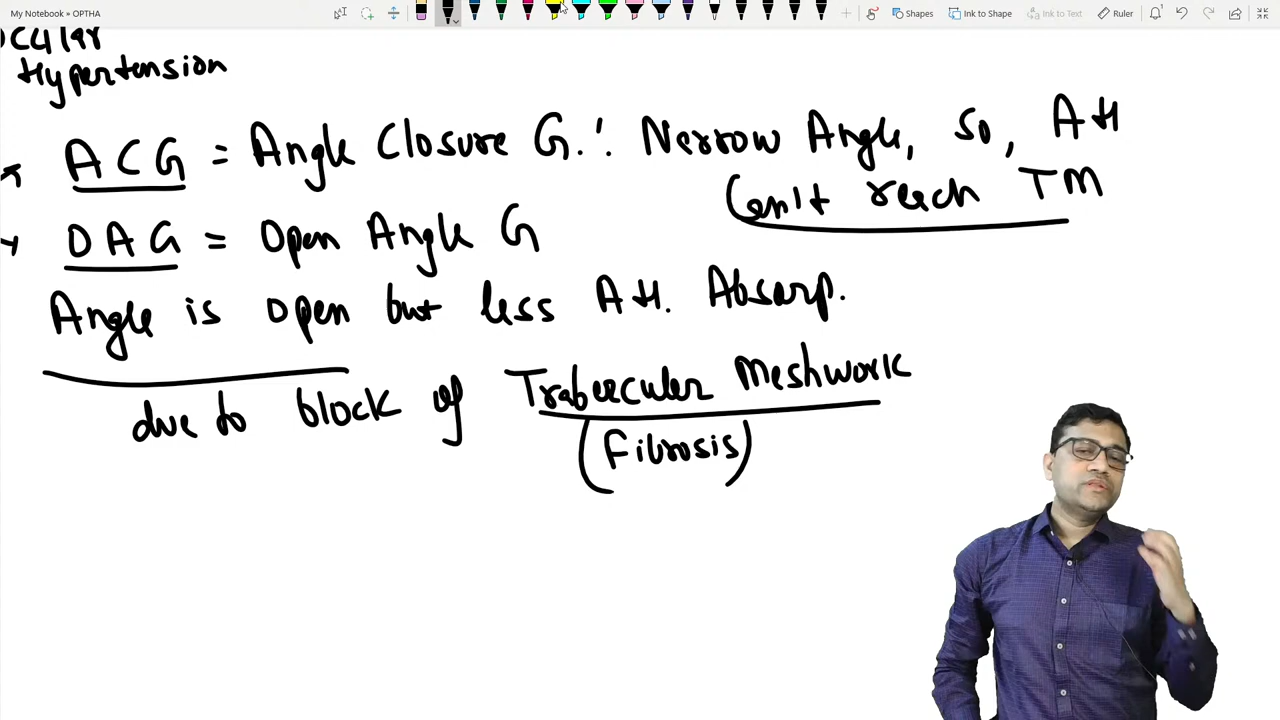 My Notebook » OPTHA
Shapes
Ink to Shape
Ink to Text
Ruler
Ocular
Hypertension
ACG = Angle Closure G. : Narrow Angle, so, AH
Can't reach TM
OAG = Open Angle G
Angle is open but less AH. Absorp.
due to block of Trabecular Meshwork
(Fibrosis)